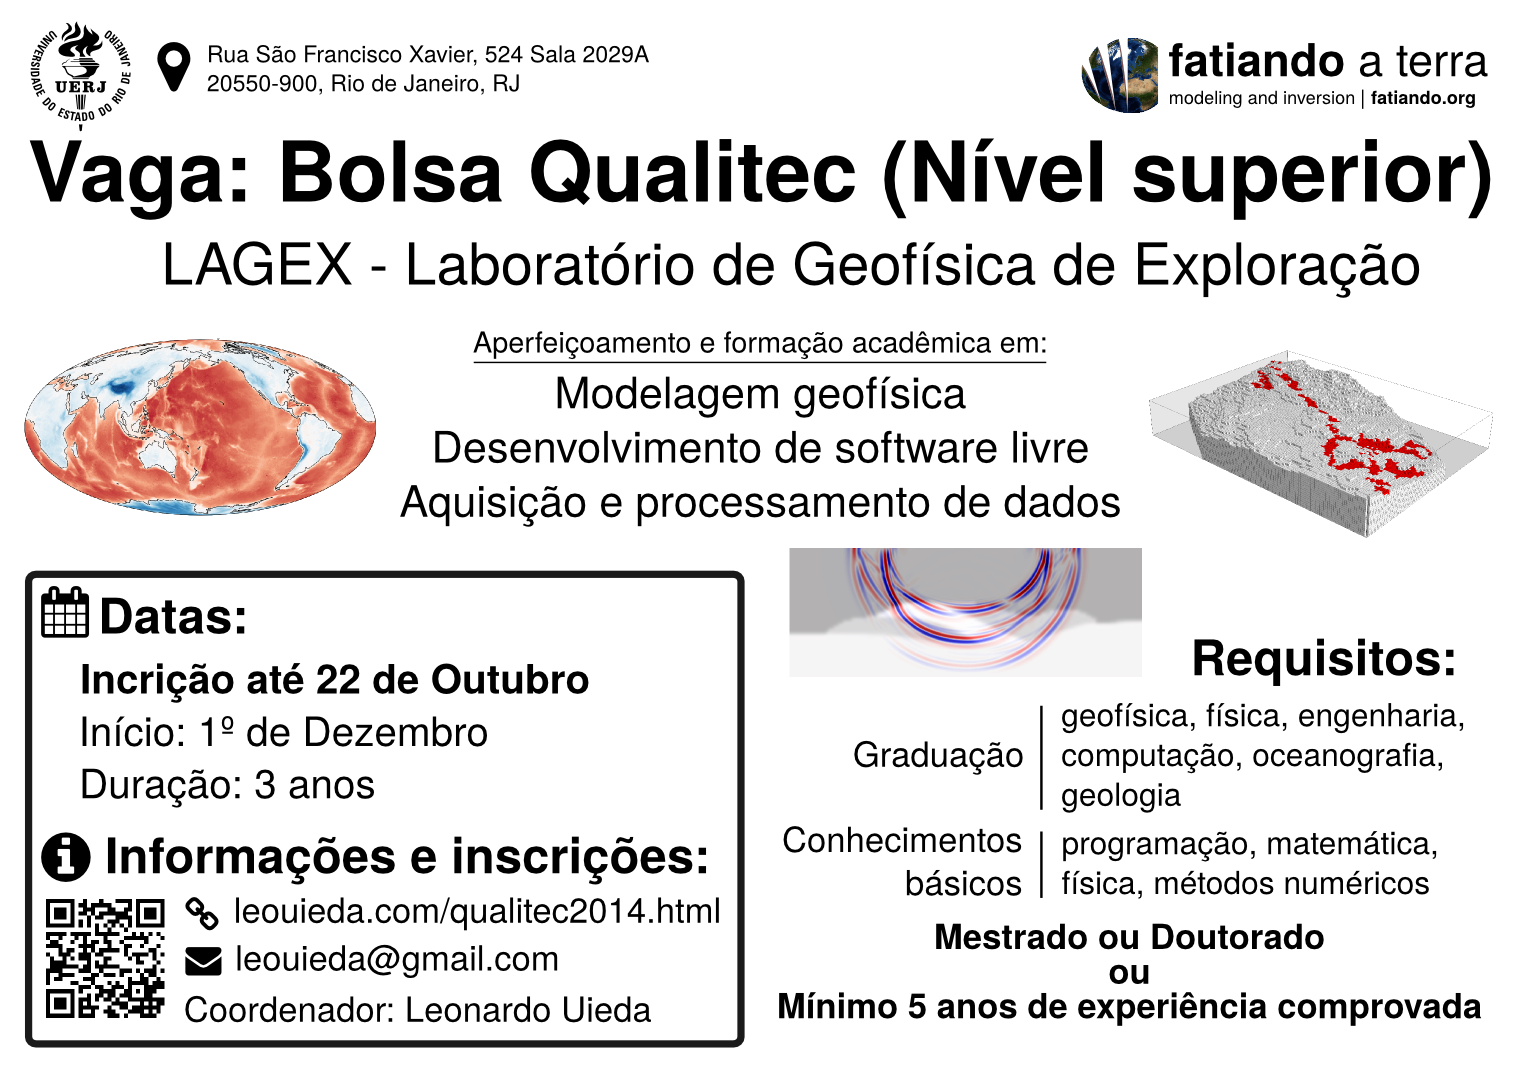 UNIVERSIDADE DO ESTADO DO RIO DE JANEIRO
UERJ
Rua São Francisco Xavier, 524 Sala 2029A
20550-900, Rio de Janeiro, RJ
fatiando a terra
modeling and inversion | fatiando.org
Vaga: Bolsa Qualitec (Nível superior)
LAGEX - Laboratório de Geofísica de Exploração
Aperfeiçoamento e formação acadêmica em:
Modelagem geofísica
Desenvolvimento de software livre
Aquisição e processamento de dados
Datas:
Incrição até 22 de Outubro
Início: 1º de Dezembro
Duração: 3 anos
Informações e inscrições:
leouieda.com/qualitec2014.html
leouieda@gmail.com
Coordenador: Leonardo Uieda
Requisitos:
Graduação
geofísica, física, engenharia,
computação, oceanografia,
geologia
Conhecimentos
básicos
programação, matemática,
física, métodos numéricos
Mestrado ou Doutorado
ou
Mínimo 5 anos de experiência comprovada